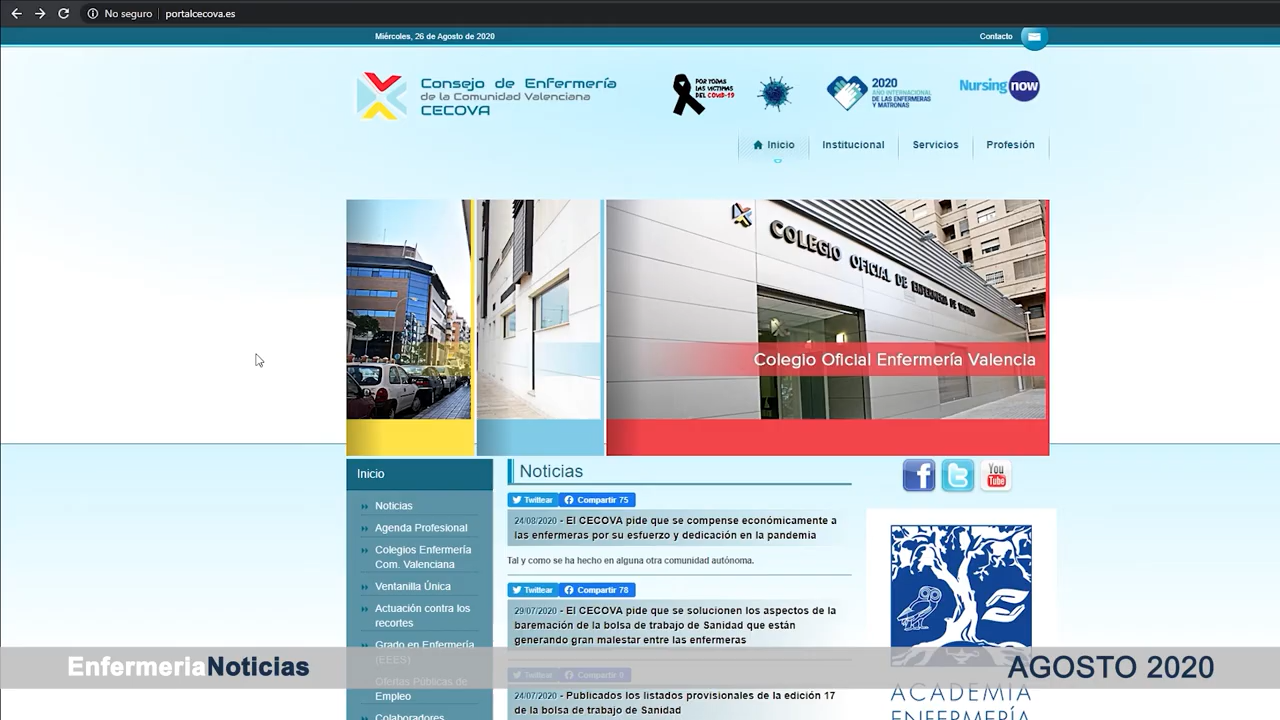 No seguro
portalcecova.es
Miércoles, 26 de Agosto de 2020
Contacto
Consejo de Enfermería
de la Comunidad Valenciana
CECOVA
POR TODAS
LAS VÍCTIMAS
DEL COVID-19
2020
AÑO INTERNACIONAL
DE LAS ENFERMERAS
Y MATRONAS
Nursing now
Inicio
Institucional
Servicios
Profesión
COLEGIO OFICIAL DE ENFERMERÍA DE VALENCIA
Colegio Oficial Enfermería Valencia
Inicio
Noticias
Agenda Profesional
Colegios Enfermería
Com. Valenciana
Ventanilla Única
Actuación contra los
recortes
Grado en Enfermería
(EEES)
Ofertas Públicas de
Empleo
Colaboradores
Noticias
Twittear
Compartir 75
24/08/2020 - El CECOVA pide que se compense económicamente a
las enfermeras por su esfuerzo y dedicación en la pandemia
Tal y como se ha hecho en alguna otra comunidad autónoma.
Twittear
Compartir 78
29/07/2020 - El CECOVA pide que se solucionen los aspectos de la
baremación de la bolsa de trabajo de Sanidad que están
generando gran malestar entre las enfermeras
Twittear
Compartir 0
24/07/2020 - Publicados los listados provisionales de la edición 17
de la bolsa de trabajo de Sanidad
You
Tube
ACADEMIA
ENFERMERÍA
EnfermeriaNoticias
AGOSTO 2020